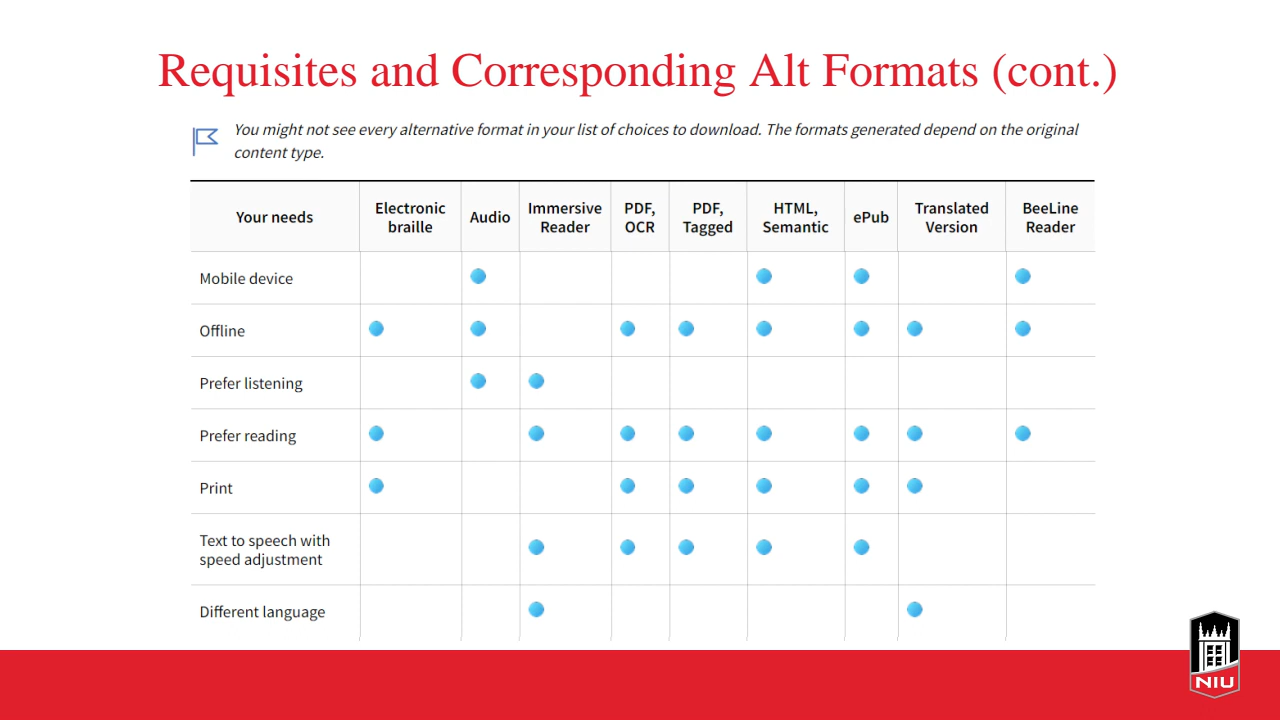 Requisites and Corresponding Alt Formats (cont.)
You might not see every alternative format in your list of choices to download. The formats generated depend on the original
content type.
Your needs
Electronic
braille
Audio
Immersive
Reader
PDF,
OCR
PDF,
Tagged
HTML,
Semantic
ePub
Translated
Version
BeeLine
Reader
Mobile device
Offline
Prefer listening
Prefer reading
Print
Text to speech with
speed adjustment
Different language
NIU